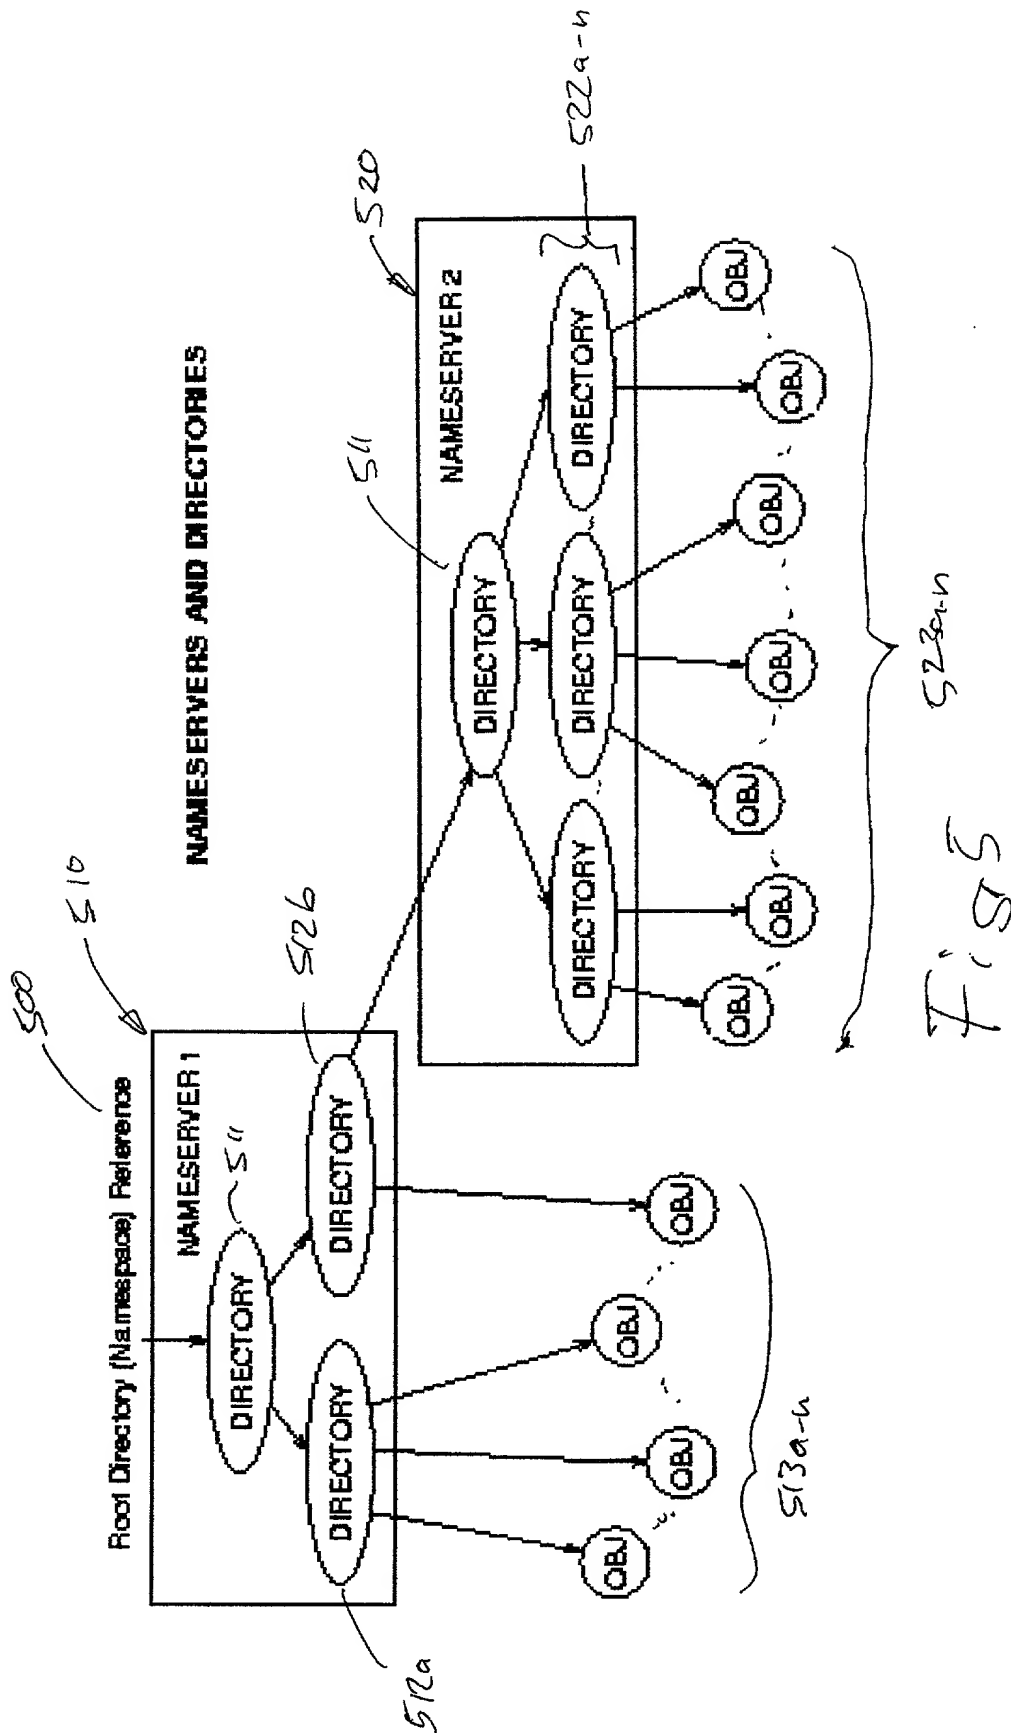 NAMESERVERS AND DIRECTORIES
500
Root Directory (Namespace) Reference
510
NAMESERVER 1
511
DIRECTORY
512a
DIRECTORY
512b
DIRECTORY
OBJ
OBJ
OBJ
OBJ
513a-n
520
NAMESERVER 2
511
DIRECTORY
DIRECTORY
DIRECTORY
DIRECTORY
522a-n
OBJ
OBJ
OBJ
OBJ
OBJ
OBJ
OBJ
523a-n
Fig 5